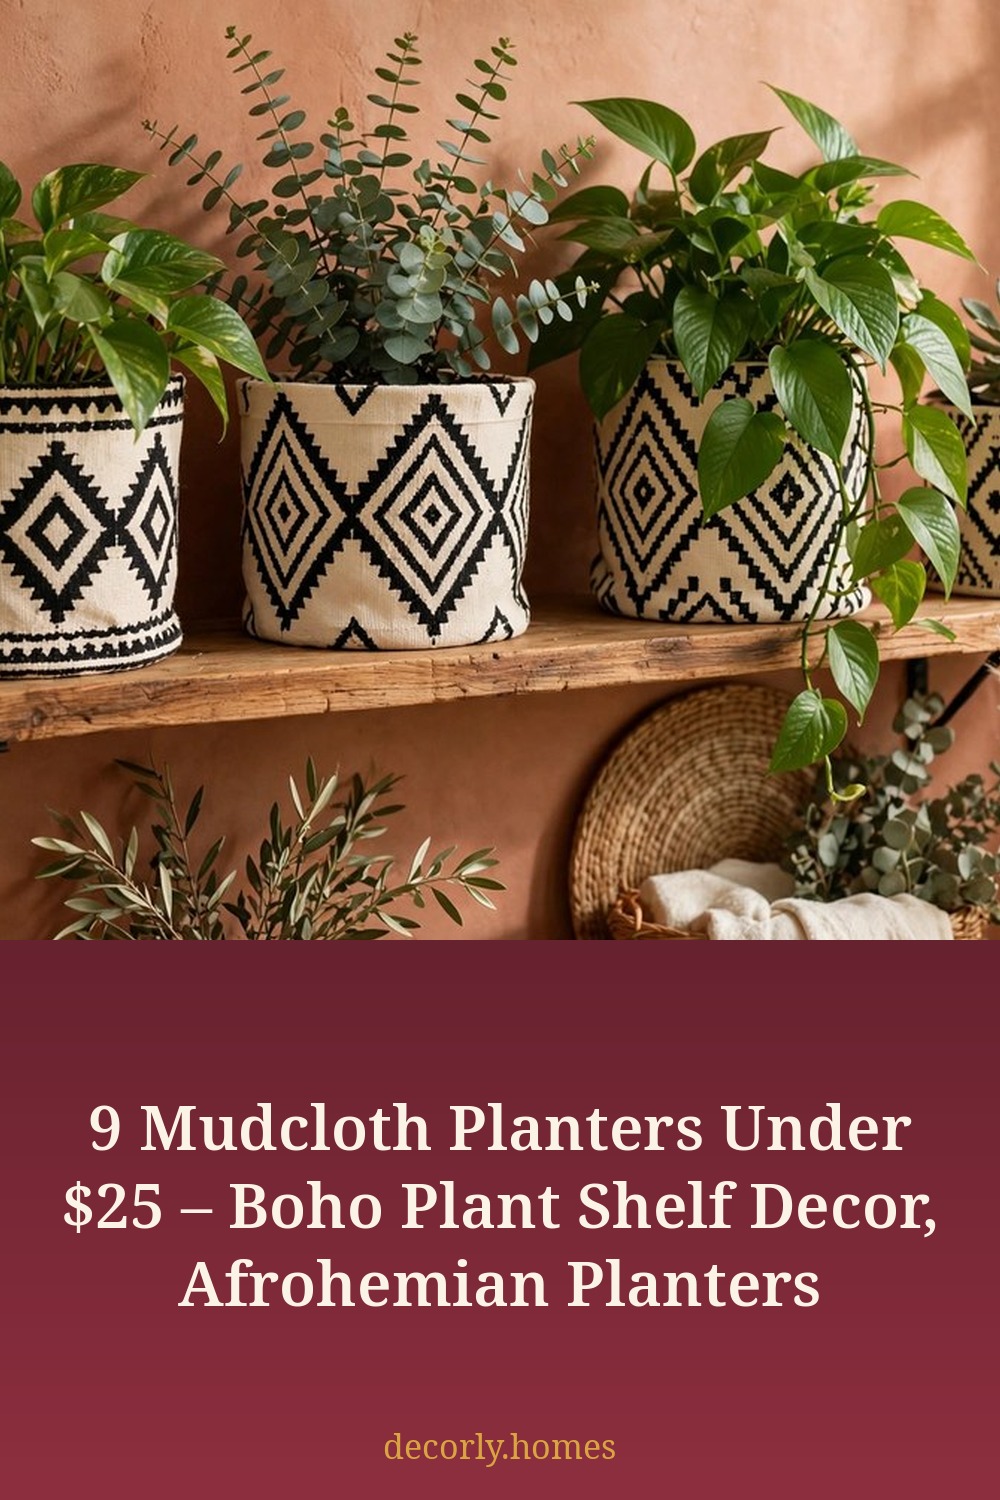 9 Mudcloth Planters Under
$25 – Boho Plant Shelf Decor,
Afrohemian Planters
decorly.homes